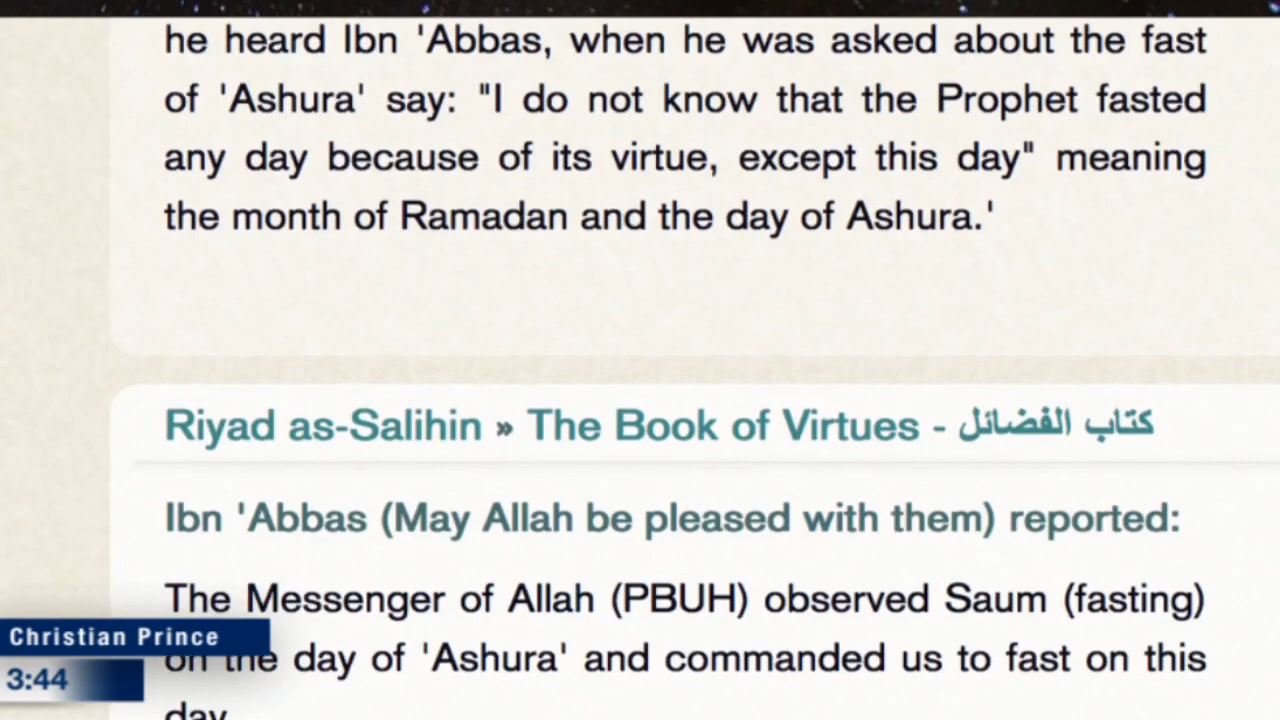 he heard Ibn 'Abbas, when he was asked about the fast
of 'Ashura' say: "I do not know that the Prophet fasted
any day because of its virtue, except this day" meaning
the month of Ramadan and the day of Ashura.'
Riyad as-Salihin » The Book of Virtues - كتاب الفضائل
Ibn 'Abbas (May Allah be pleased with them) reported:
The Messenger of Allah (PBUH) observed Saum (fasting)
on the day of 'Ashura' and commanded us to fast on this
day
Christian Prince
3:44